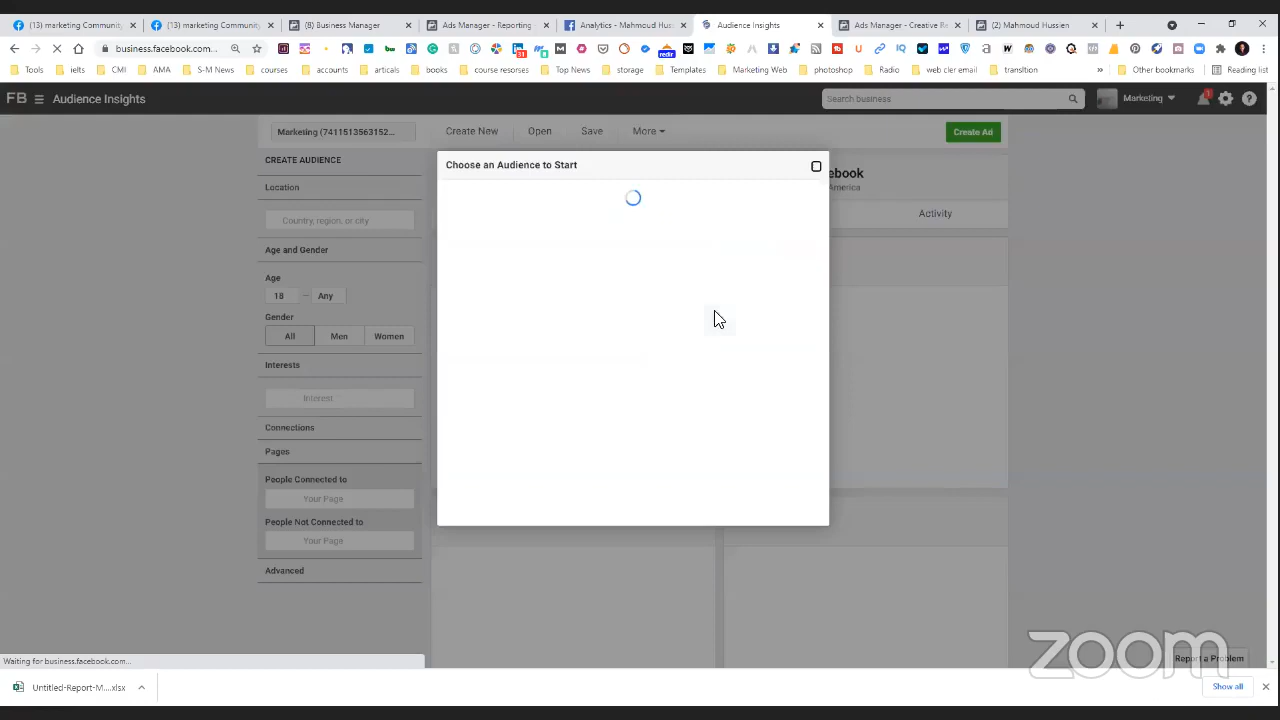 (13) marketing Communit
(13) marketing Communit
(8) Business Manager
Ads Manager - Reporting
Analytics - Mahmoud Huss
Audience Insights
Ads Manager - Creative Re
(2) Mahmoud Hussien
business.facebook.com...
Tools
ielts
CMI
AMA
S-M News
courses
accounts
articals
books
course resorses
Top News
storage
Templates
Marketing Web
photoshop
Radio
web cler email
transltion
Other bookmarks
Reading list
FB
Audience Insights
Search business
Marketing
Marketing (7411513563152...
Create New
Open
Save
More
Create Ad
CREATE AUDIENCE
Location
Country, region, or city
Age and Gender
Age
18 — Any
Gender
All
Men
Women
Interests
Interest
Connections
Pages
People Connected to
Your Page
People Not Connected to
Your Page
Advanced
Choose an Audience to Start
ebook
America
Activity
zoom
Report a Problem
Waiting for business.facebook.com...
Untitled-Report-M....xlsx
Show all